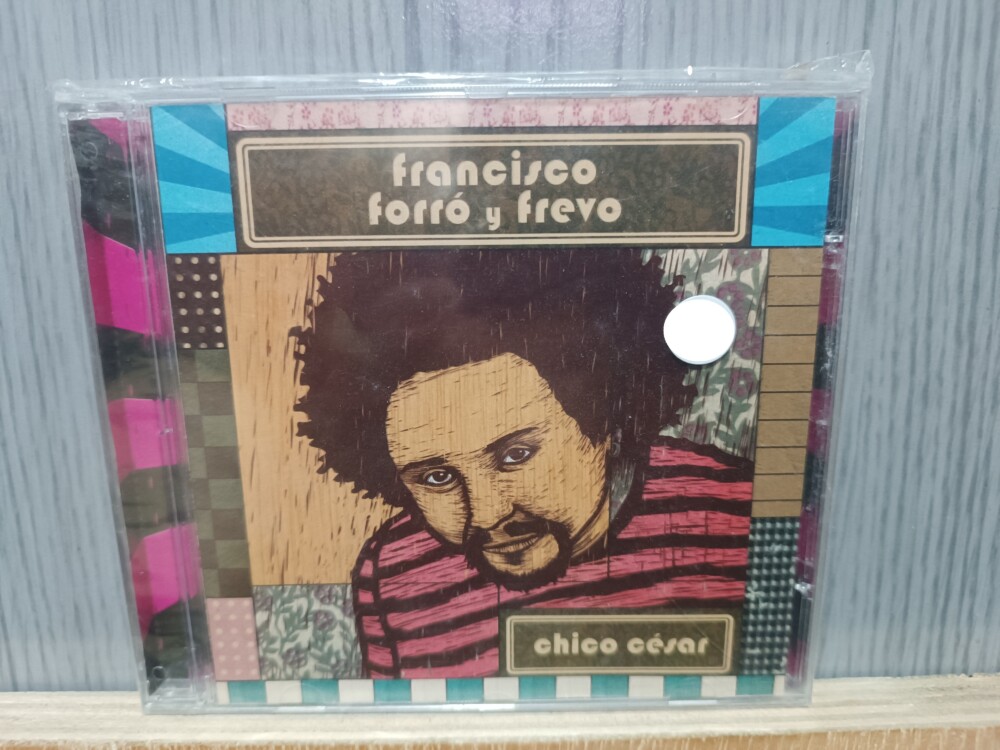 francisco
forró y frevo
chico césar